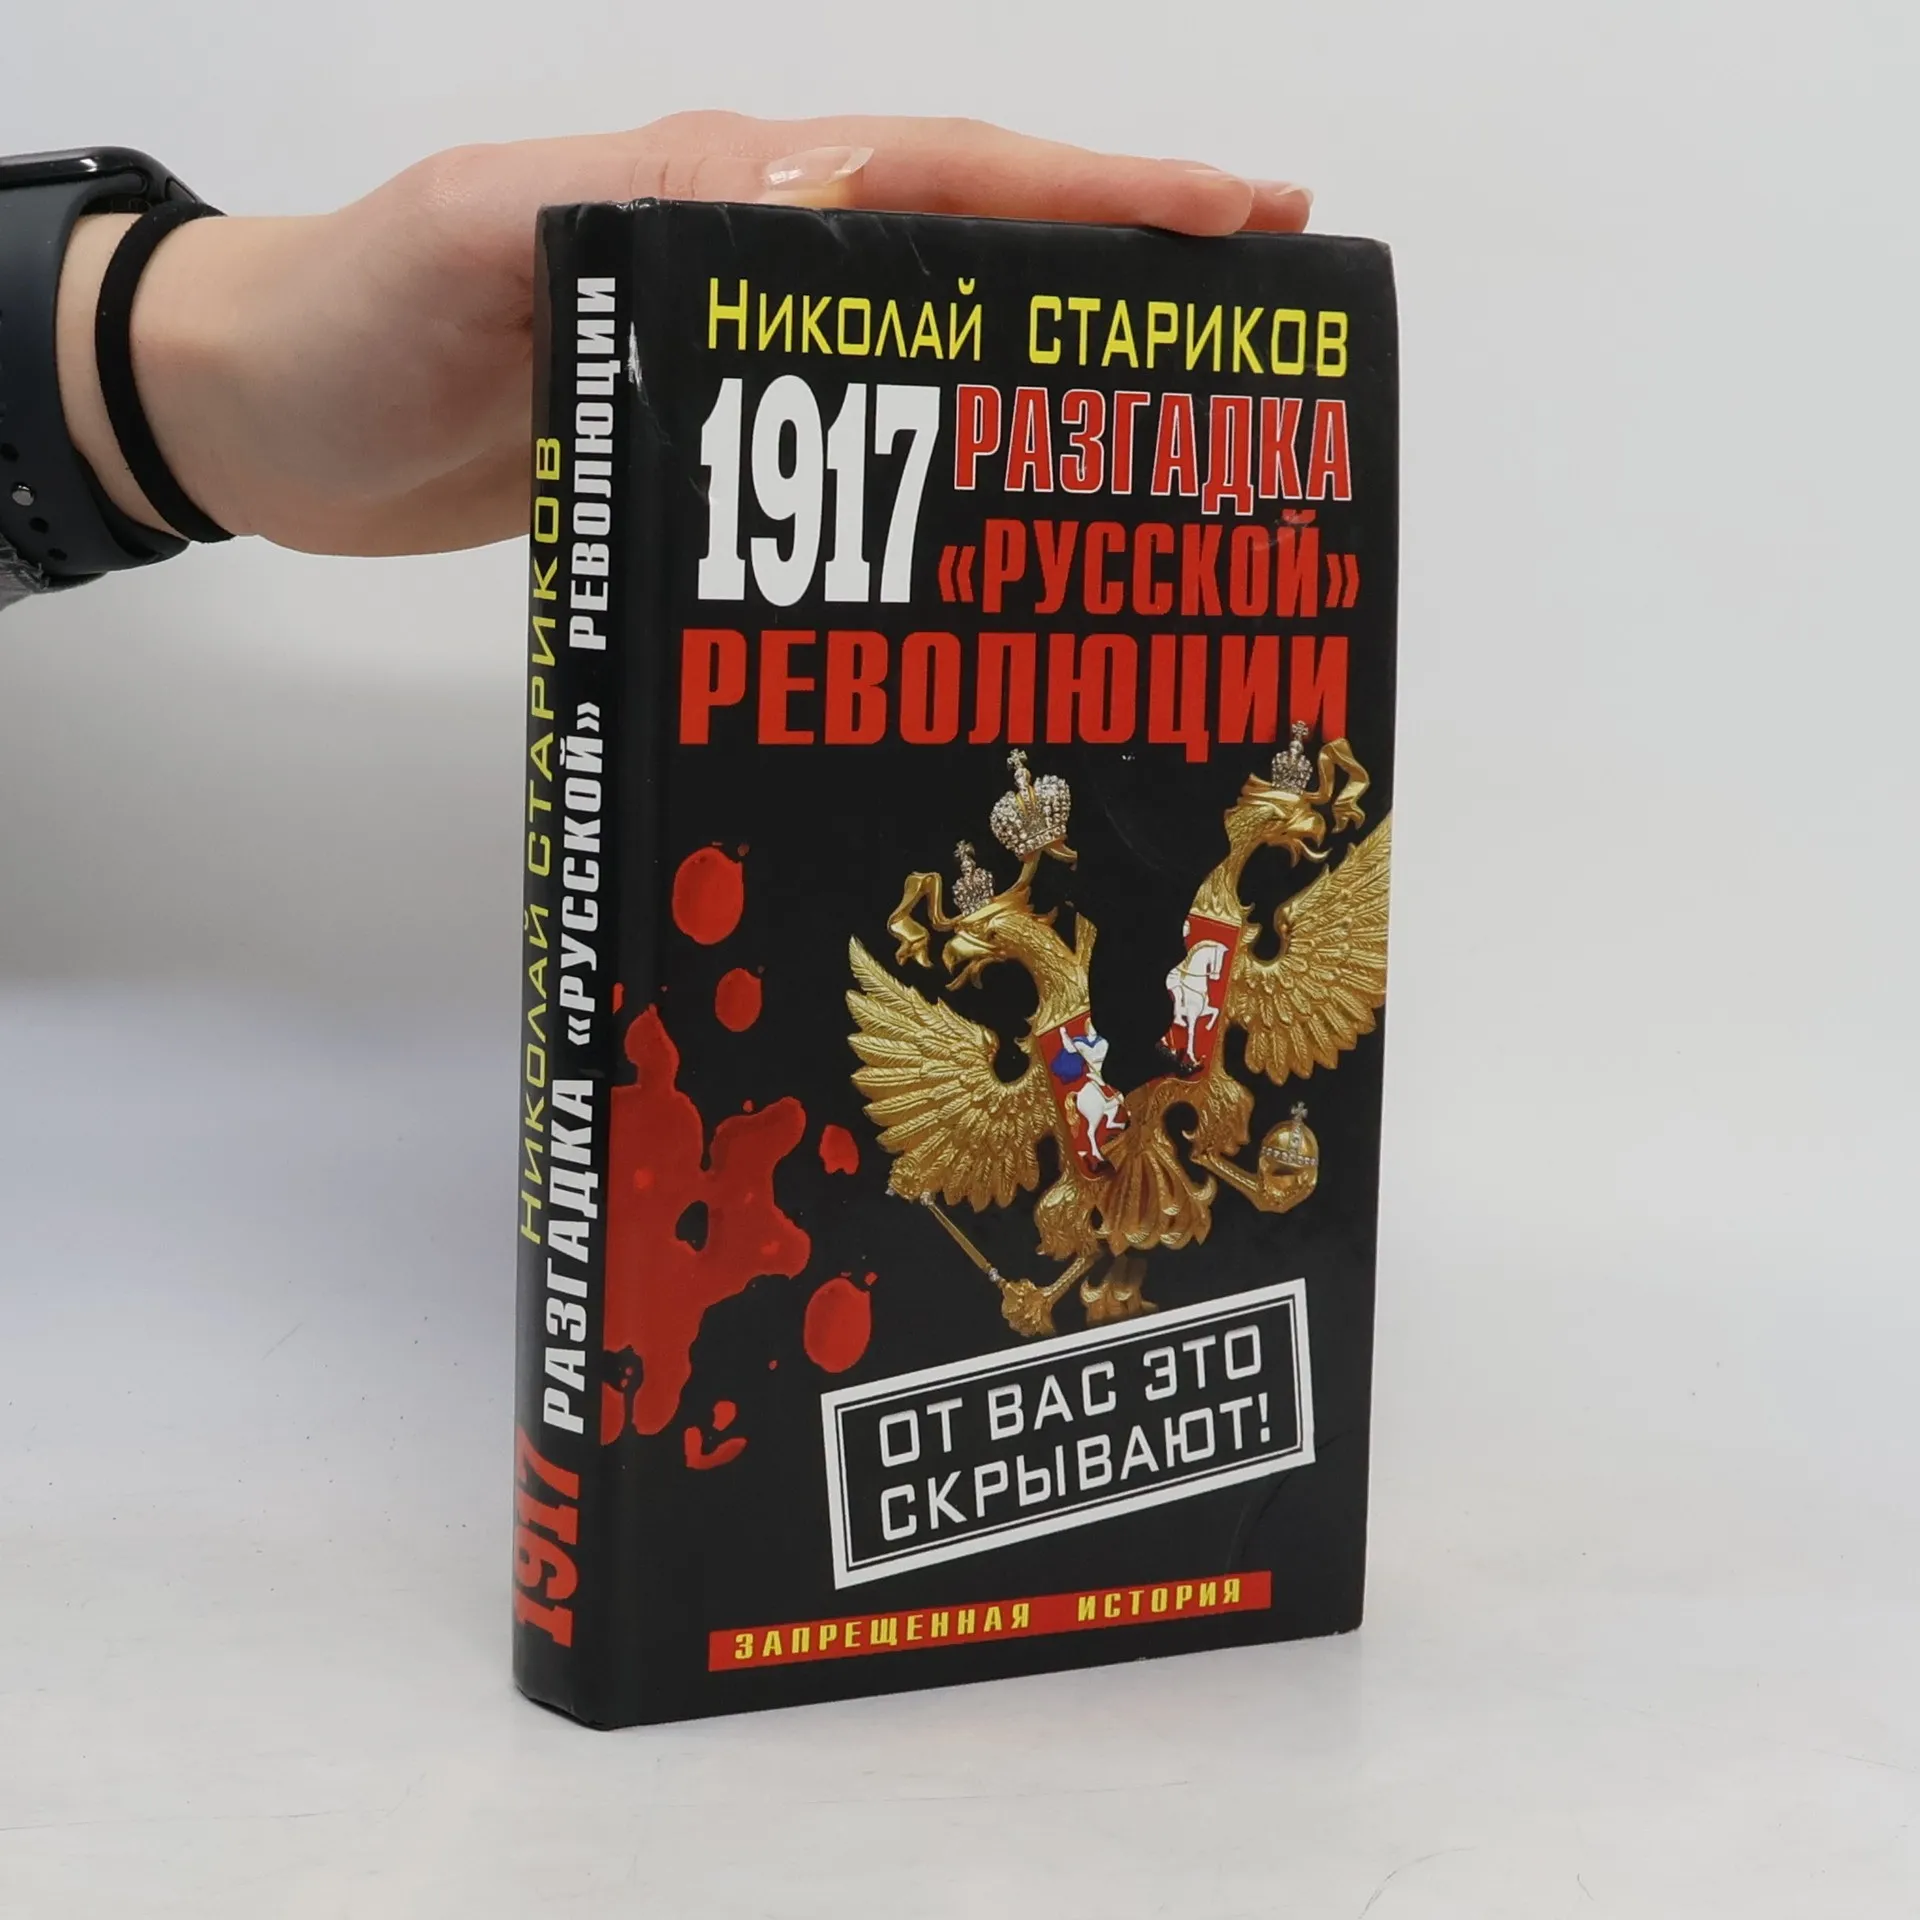 Николай СТАРИКОВ
1917 РАЗГАДКА
«РУССКОЙ»
РЕВОЛЮЦИИ
ОТ ВАС ЭТО
СКРЫВАЮТ!
ЗАПРЕЩЕННАЯ ИСТОРИЯ
НИКОЛАЙ СТАРИКОВ
1917 РАЗГАДКА «РУССКОЙ» РЕВОЛЮЦИИ